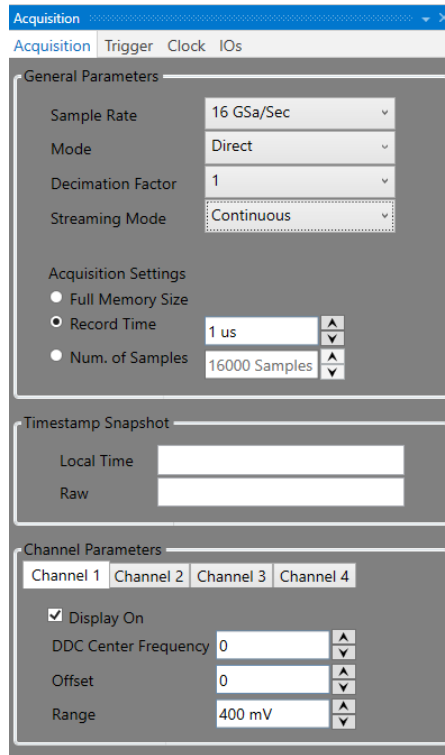 Acquisition
Acquisition Trigger Clock IOs
General Parameters
Sample Rate 16 GSa/Sec
Mode Direct
Decimation Factor 1
Streaming Mode Continuous
Acquisition Settings
Full Memory Size
Record Time 1 us
Num. of Samples 16000 Samples
Timestamp Snapshot
Local Time
Raw
Channel Parameters
Channel 1 Channel 2 Channel 3 Channel 4
Display On
DDC Center Frequency 0
Offset 0
Range 400 mV